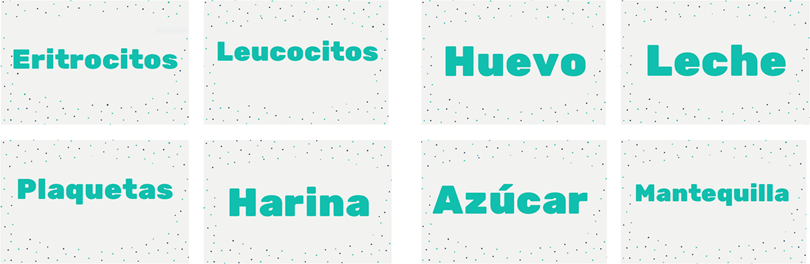 Eritrocitos
Leucocitos
Huevo
Leche
Plaquetas
Harina
Azúcar
Mantequilla